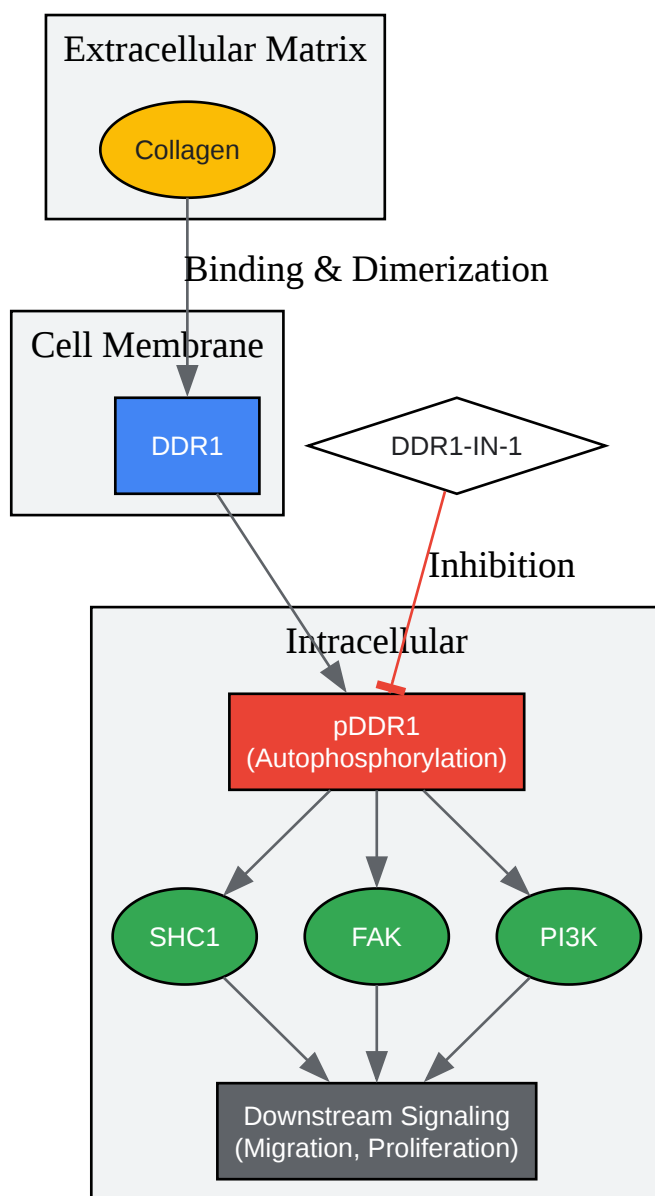 Extracellular Matrix
Collagen
Binding & Dimerization
Cell Membrane
DDR1
DDR1-IN-1
Inhibition
Intracellular
pDDR1
(Autophosphorylation)
SHC1
FAK
PI3K
Downstream Signaling
(Migration, Proliferation)